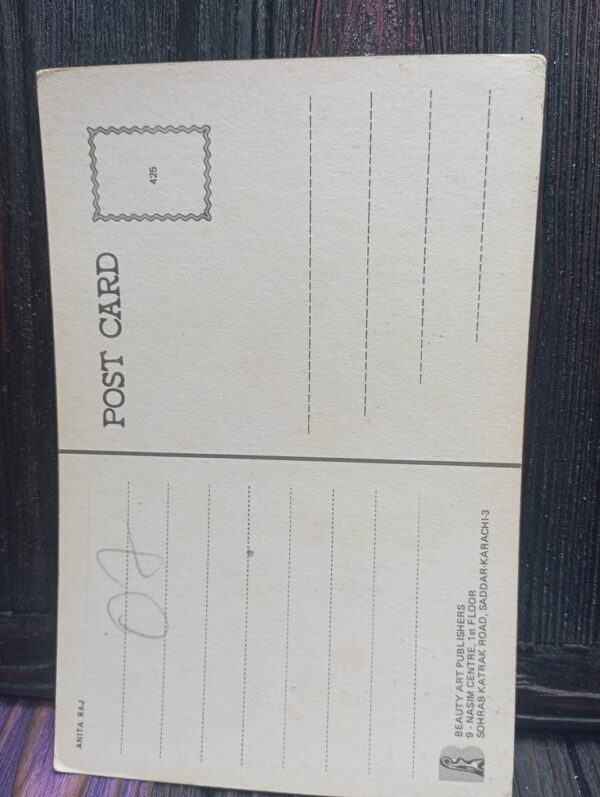 ANITA RAJ
POST CARD
425
BEAUTY ART PUBLISHERS
9 - NASIM CENTRE, 1st FLOOR
SOHRAB KATRAK ROAD, SADDAR-KARACHI-3